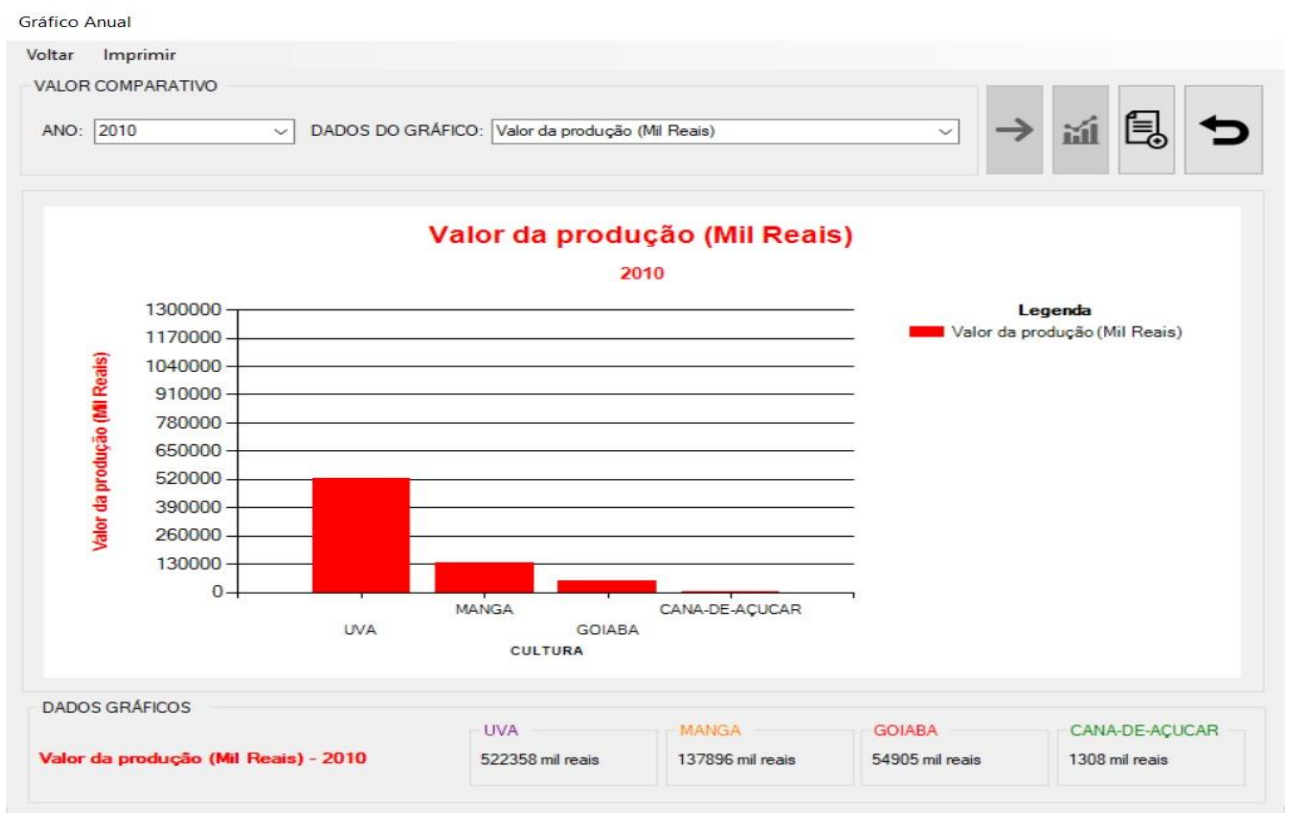 Gráfico Anual
Voltar Imprimir
VALOR COMPARATIVO
ANO: 2010 DADOS DO GRÁFICO: Valor da produção (Mil Reais)
Valor da produção (Mil Reais)
2010
1300000
1170000
1040000
910000
780000
650000
520000
390000
260000
130000
0
Valor da produção (Mil Reais)
Legenda
Valor da produção (Mil Reais)
MANGA CANA-DE-AÇUCAR
UVA GOIABA
CULTURA
DADOS GRÁFICOS
Valor da produção (Mil Reais) - 2010
UVA
522358 mil reais
MANGA
137896 mil reais
GOIABA
54905 mil reais
CANA-DE-AÇUCAR
1308 mil reais